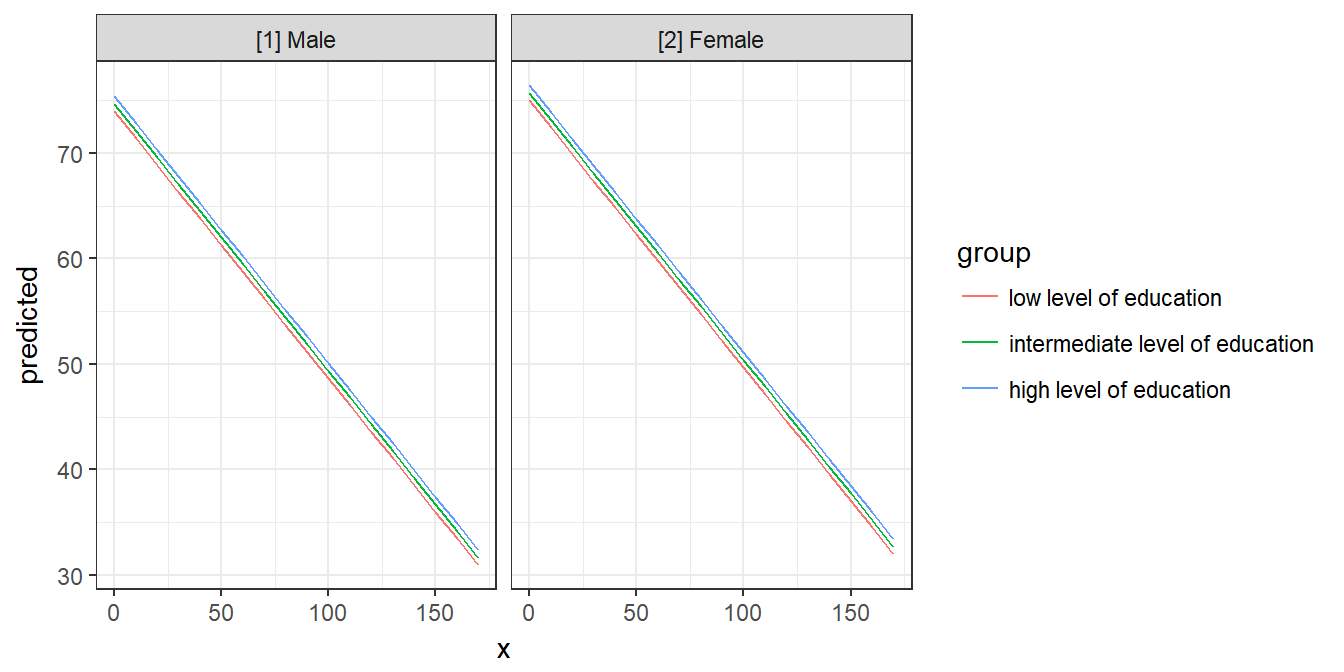 [1] Male
[2] Female
70
60
50
40
30
predicted
0 50 100 150
0 50 100 150
x
group
low level of education
intermediate level of education
high level of education